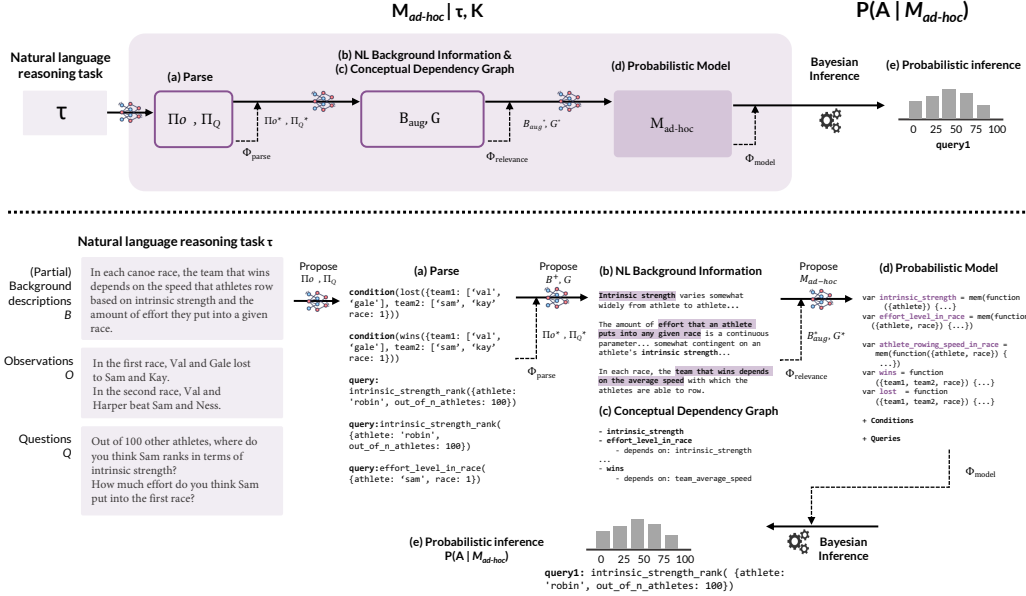 M_ad-hoc | τ, K
P(A | M_ad-hoc)
Natural language
reasoning task
τ
(a) Parse
Πo , Π_Q
Πo* , Π_Q*
Φ_parse
(b) NL Background Information &
(c) Conceptual Dependency Graph
B_aug, G
B_aug*, G*
Φ_relevance
(d) Probabilistic Model
M_ad-hoc
Φ_model
Bayesian
Inference
(e) Probabilistic inference
0 25 50 75 100
query1
Natural language reasoning task τ
(Partial)
Background
descriptions
B
In each canoe race, the team that wins
depends on the speed that athletes row
based on intrinsic strength and the
amount of effort they put into a given
race.
Observations
O
In the first race, Val and Gale lost
to Sam and Kay.
In the second race, Val and
Harper beat Sam and Ness.
Questions
Q
Out of 100 other athletes, where do
you think Sam ranks in terms of
intrinsic strength?
How much effort do you think Sam
put into the first race?
Propose
Πo , Π_Q
(a) Parse
condition(lost({team1: ['val',
'gale'], team2: ['sam', 'kay'
race: 1}))
condition(wins({team1: ['val',
'gale'], team2: ['sam', 'kay'
race: 1}))
query:
intrinsic_strength_rank({athlete:
'robin', out_of_n_athletes: 100})
query:intrinsic_strength_rank(
{athlete: 'robin',
out_of_n_athletes: 100})
query:effort_level_in_race(
{athlete: 'sam', race: 1})
Propose
B⁺, G
Πo* , Π_Q*
Φ_parse
(b) NL Background Information
Intrinsic strength varies somewhat
widely from athlete to athlete...
The amount of effort that an athlete
puts into any given race is a continuous
parameter... somewhat contingent on an
athlete's intrinsic strength...
In each race, the team that wins depends
on the average speed with which the
athletes are able to row.
(c) Conceptual Dependency Graph
- intrinsic_strength
- effort_level_in_race
- depends on: intrinsic_strength
...
- wins
- depends on: team_average_speed
Propose
M_ad-hoc
B*_aug, G*
Φ_relevance
(d) Probabilistic Model
var intrinsic_strength = mem(function
({athlete}) {...}
var effort_level_in_race = mem(function
({athlete, race}) {...})
var athlete_rowing_speed_in_race =
mem(function({athlete, race}) {
...})
var wins = function
({team1, team2, race}) {...}
var lost = function
({team1, team2, race}) {...}
+ Conditions
+ Queries
Φ_model
Bayesian
Inference
(e) Probabilistic inference
P(A | M_ad-hoc)
0 25 50 75 100
query1: intrinsic_strength_rank( {athlete:
'robin', out_of_n_athletes: 100})